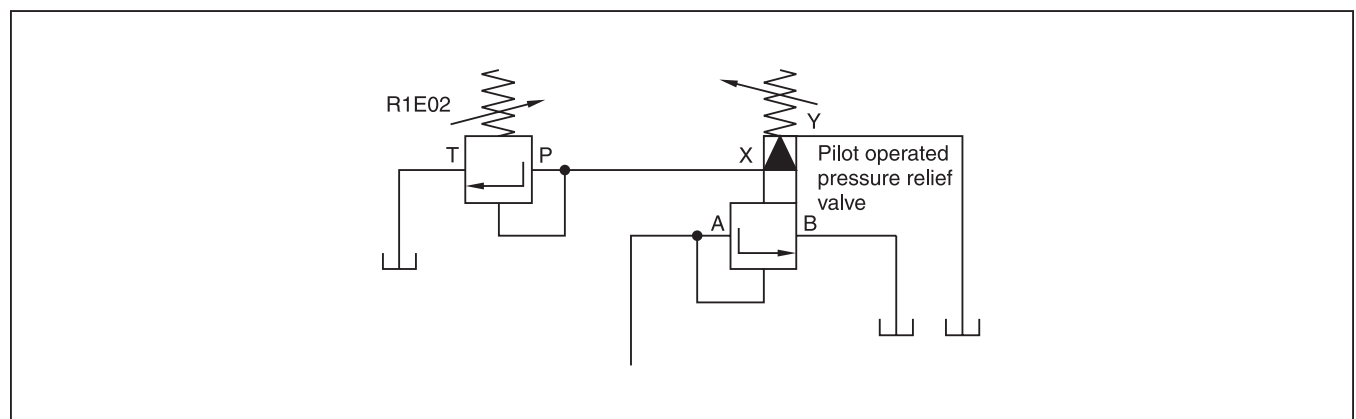 R1E02
Y
T
P
X
Pilot operated
pressure relief
valve
A
B